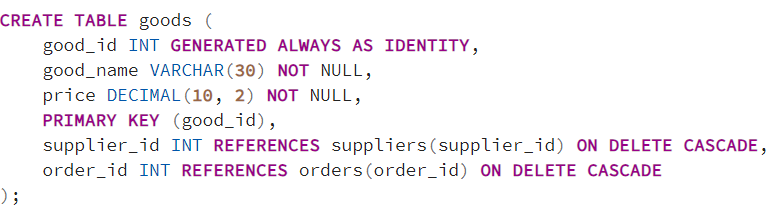 CREATE TABLE goods (
    good_id INT GENERATED ALWAYS AS IDENTITY,
    good_name VARCHAR(30) NOT NULL,
    price DECIMAL(10, 2) NOT NULL,
    PRIMARY KEY (good_id),
    supplier_id INT REFERENCES suppliers(supplier_id) ON DELETE CASCADE,
    order_id INT REFERENCES orders(order_id) ON DELETE CASCADE
);